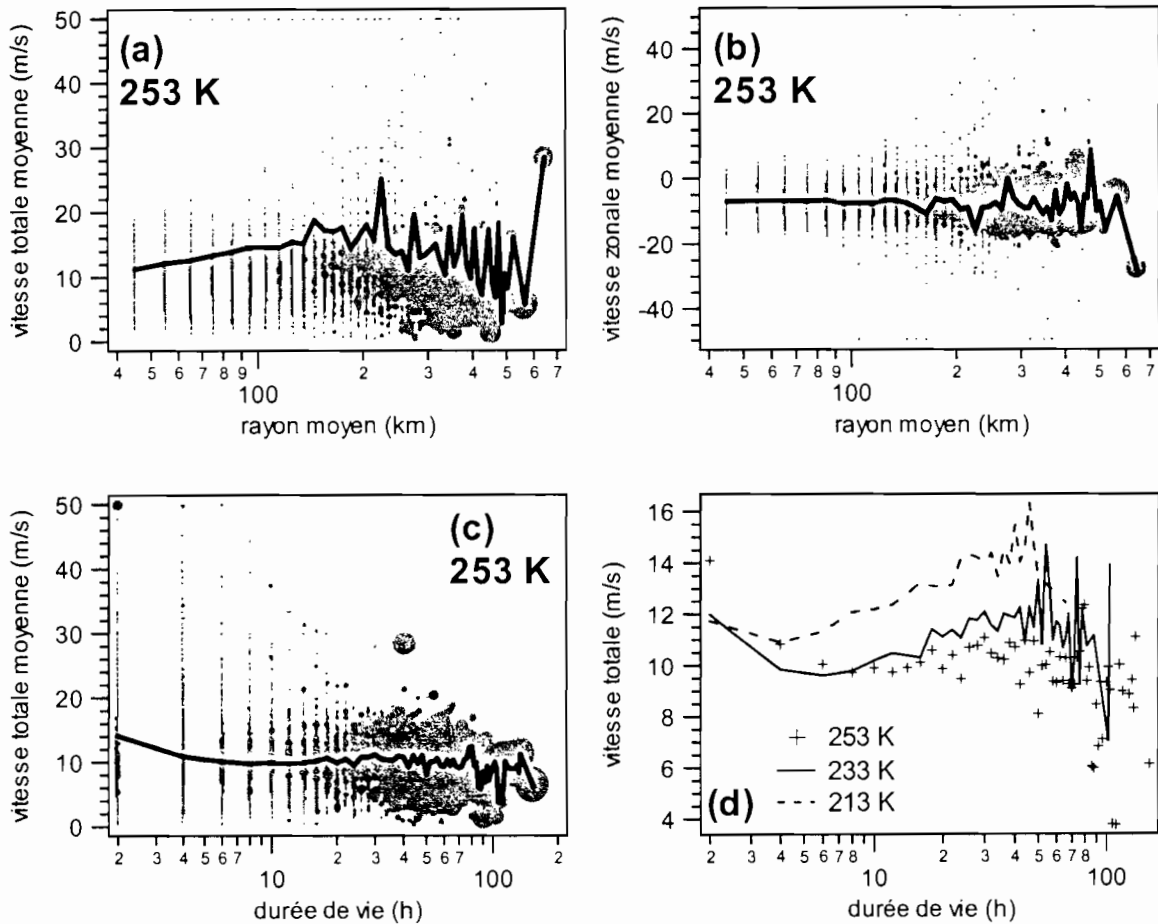 (a)
253 K
vitesse totale moyenne (m/s)
50
40
30
20
10
0
4 5 6 7 8 9 100 2 3 4 5 6 7
rayon moyen (km)
(b)
253 K
vitesse zonale moyenne (m/s)
40
20
0
-20
-40
4 5 6 7 8 9 100 2 3 4 5 6 7
rayon moyen (km)
(c)
253 K
vitesse totale moyenne (m/s)
50
40
30
20
10
0
2 3 4 5 6 7 10 2 3 4 5 6 7 100 2
durée de vie (h)
(d)
vitesse totale (m/s)
16
14
12
10
8
6
4
+ 253 K
233 K
213 K
2 3 4 5 6 7 8 10 2 3 4 5 6 7 8 100
durée de vie (h)